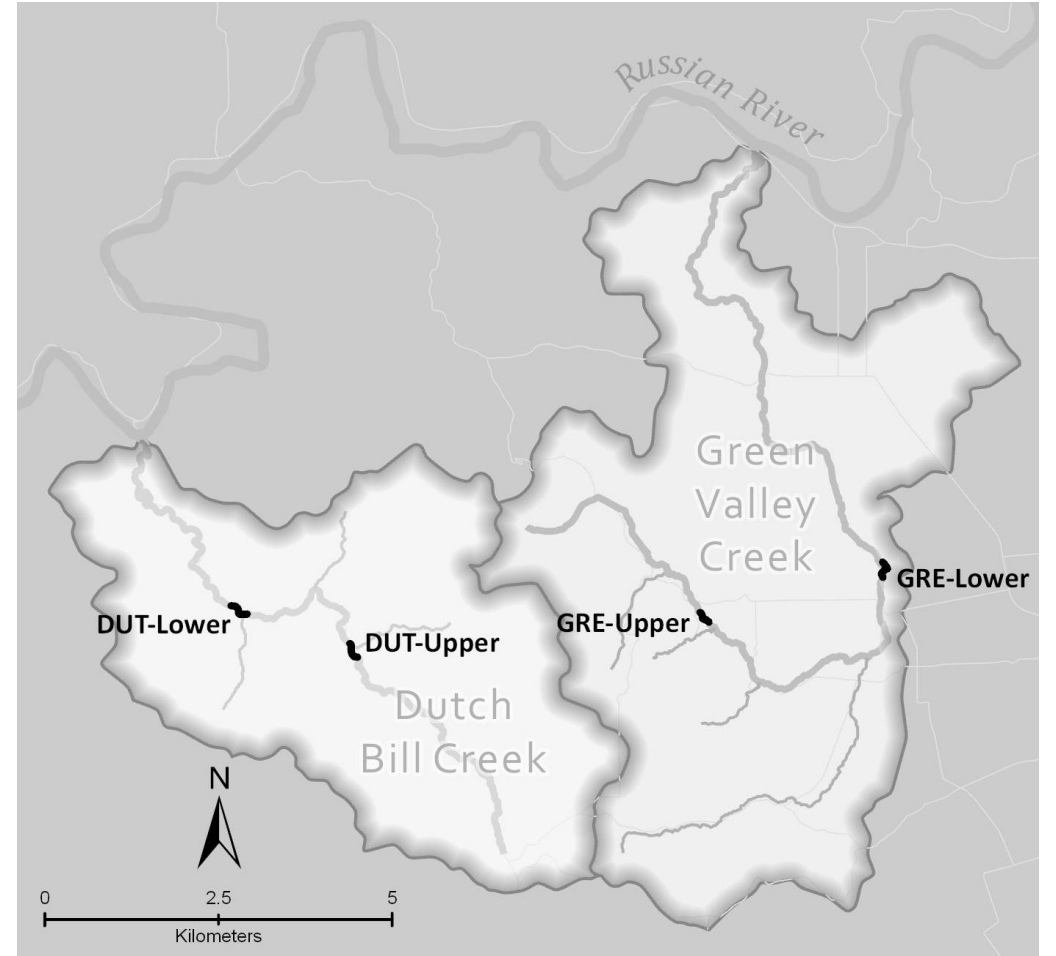 Russian River
Green
Valley
Creek
GRE-Lower
DUT-Lower
GRE-Upper
DUT-Upper
Dutch
Bill Creek
N
0 2.5 5
Kilometers